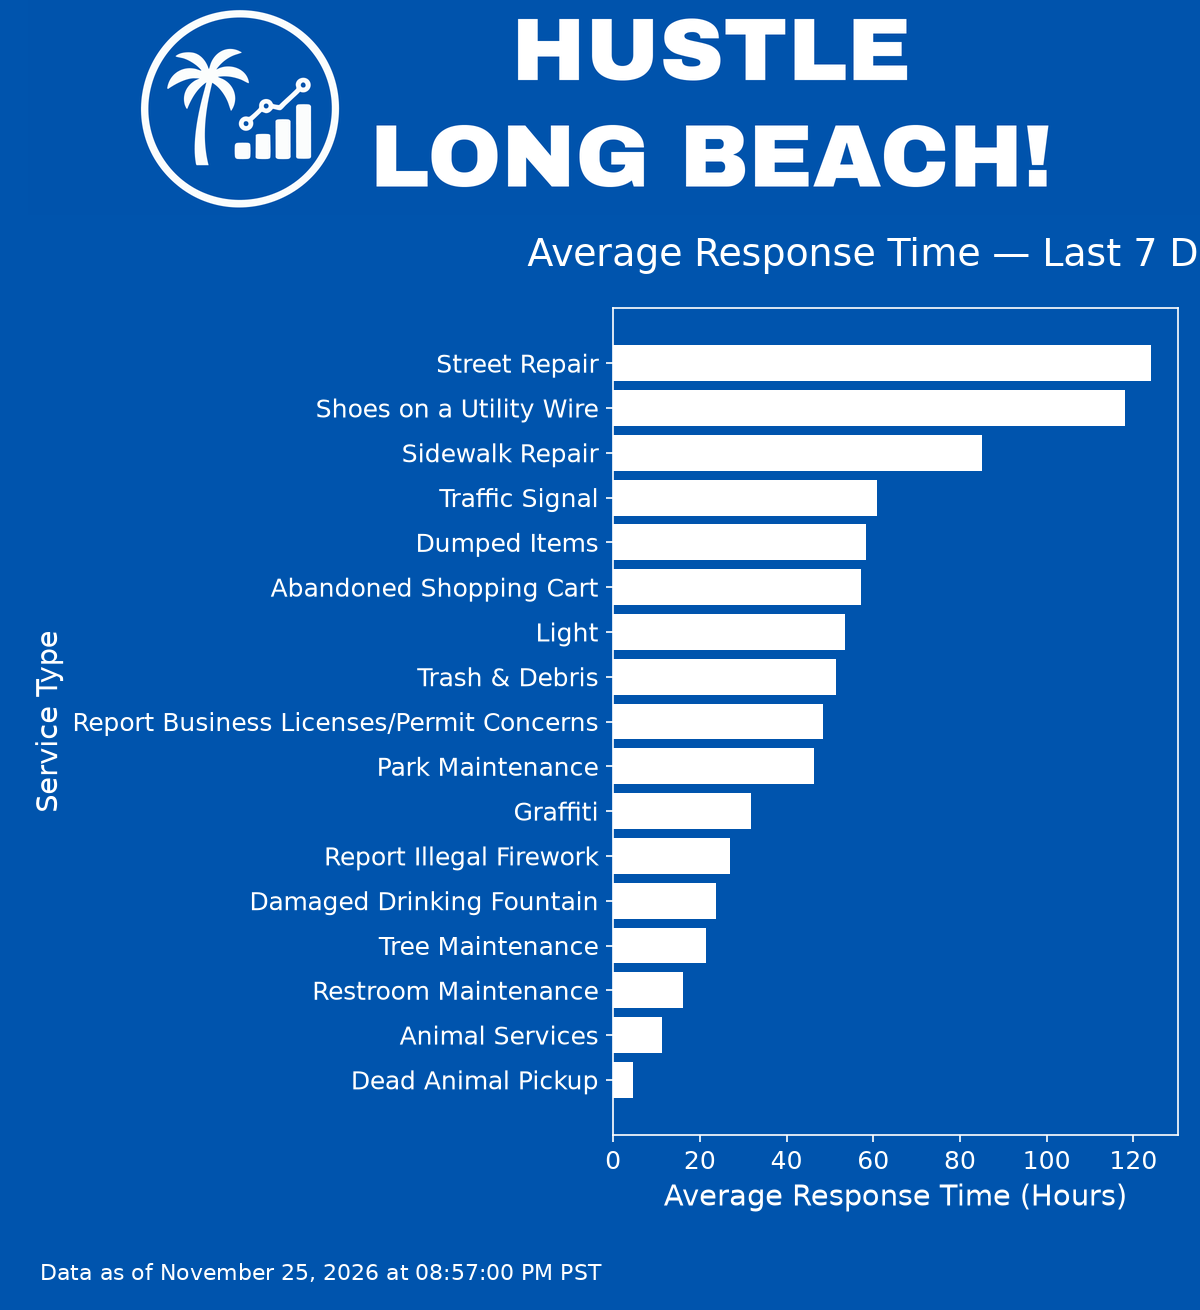 HUSTLE
LONG BEACH!
Average Response Time — Last 7 D
Street Repair
Shoes on a Utility Wire
Sidewalk Repair
Traffic Signal
Dumped Items
Abandoned Shopping Cart
Light
Trash & Debris
Report Business Licenses/Permit Concerns
Park Maintenance
Graffiti
Report Illegal Firework
Damaged Drinking Fountain
Tree Maintenance
Restroom Maintenance
Animal Services
Dead Animal Pickup
Service Type
0 20 40 60 80 100 120
Average Response Time (Hours)
Data as of November 25, 2026 at 08:57:00 PM PST